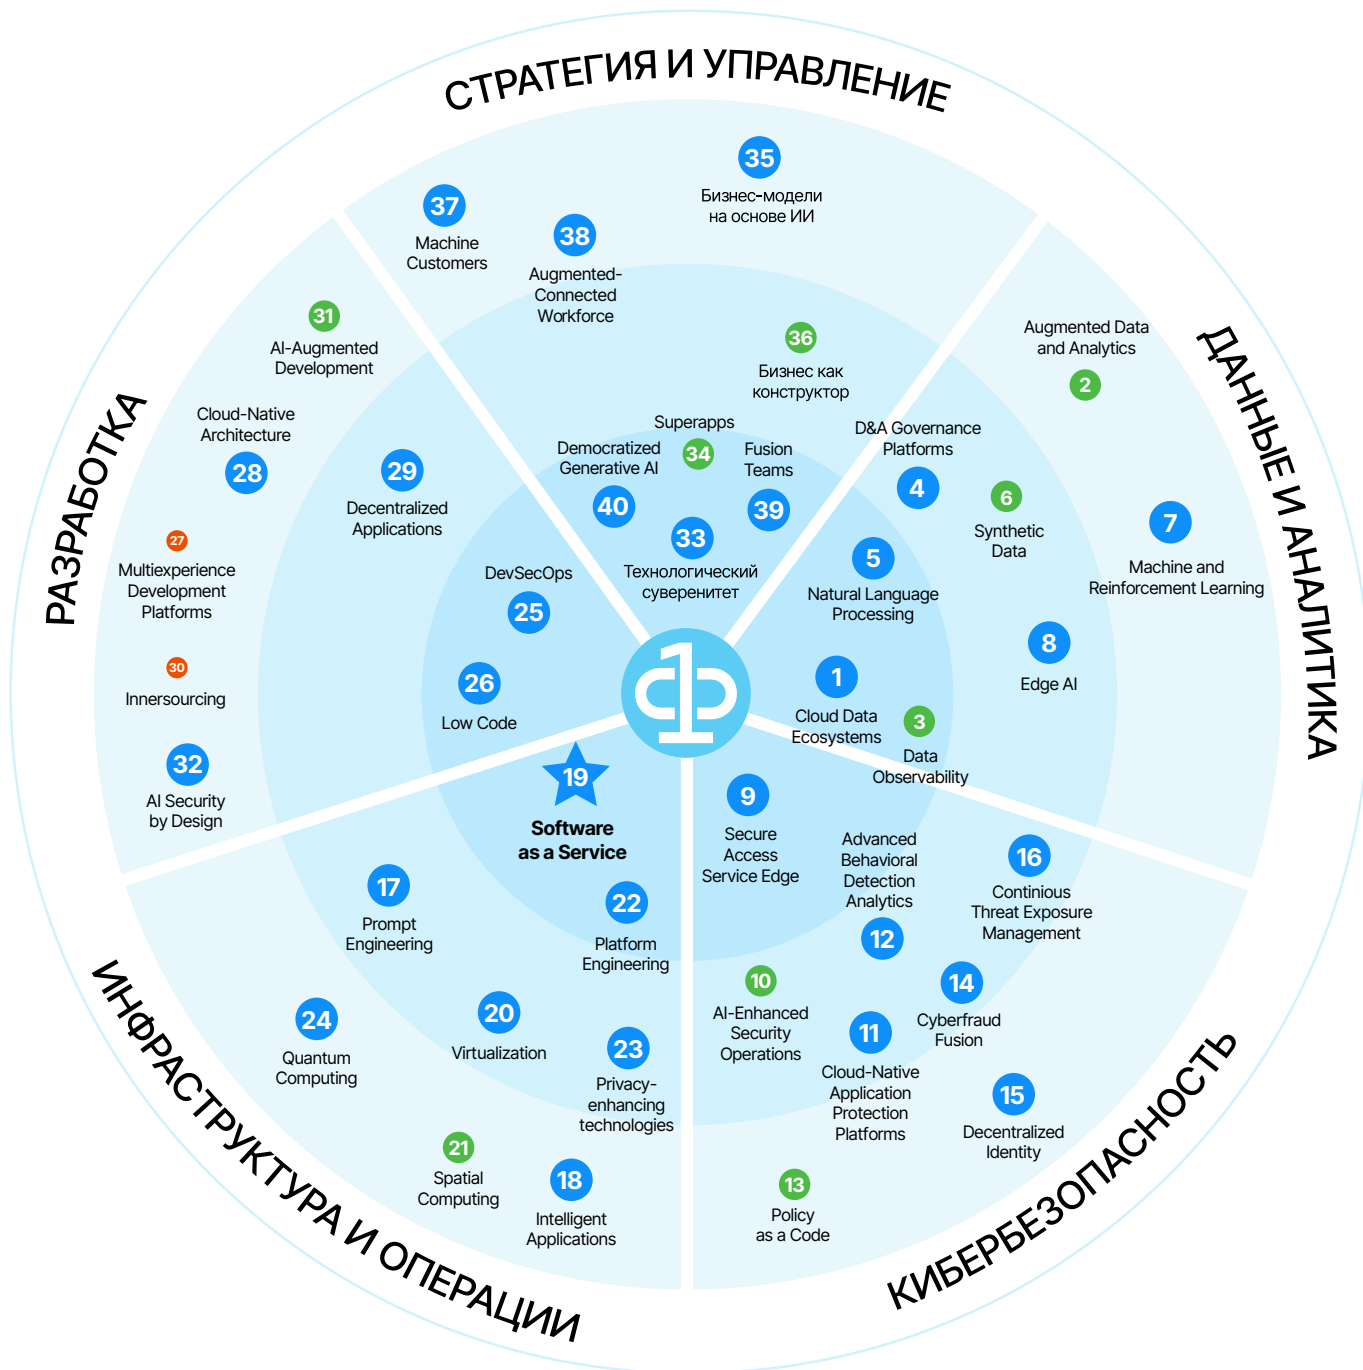 СТРАТЕГИЯ И УПРАВЛЕНИЕ
35
Бизнес-модели
на основе ИИ
37
Machine
Customers
38
Augmented-
Connected
Workforce
36
Бизнес как
конструктор
Superapps
34
Democratized
Generative AI
40
Fusion
Teams
39
33
Технологический
суверенитет
ДАННЫЕ И АНАЛИТИКА
Augmented Data
and Analytics
2
D&A Governance
Platforms
4
6
Synthetic
Data
7
Machine and
Reinforcement Learning
5
Natural Language
Processing
8
Edge AI
1
Cloud Data
Ecosystems
3
Data
Observability
КИБЕРБЕЗОПАСНОСТЬ
9
Secure
Access
Service Edge
Advanced
Behavioral
Detection
Analytics
12
16
Continious
Threat Exposure
Management
10
AI-Enhanced
Security
Operations
14
Cyberfraud
Fusion
11
Cloud-Native
Application
Protection
Platforms
15
Decentralized
Identity
13
Policy
as a Code
ИНФРАСТРУКТУРА И ОПЕРАЦИИ
19
Software
as a Service
17
Prompt
Engineering
22
Platform
Engineering
24
Quantum
Computing
20
Virtualization
23
Privacy-
enhancing
technologies
21
Spatial
Computing
18
Intelligent
Applications
РАЗРАБОТКА
31
AI-Augmented
Development
Cloud-Native
Architecture
28
29
Decentralized
Applications
27
Multiexperience
Development
Platforms
DevSecOps
25
30
Innersourcing
26
Low Code
32
AI Security
by Design